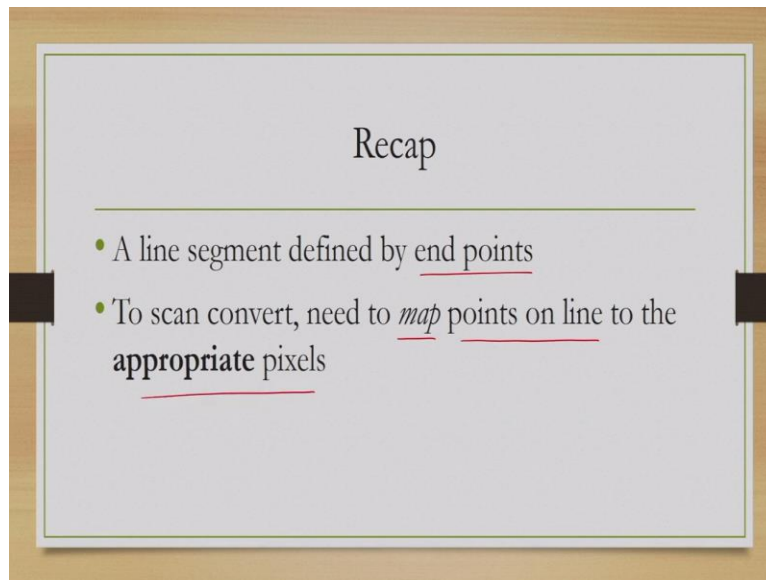 Recap
• A line segment defined by end points
• To scan convert, need to map points on line to the
appropriate pixels